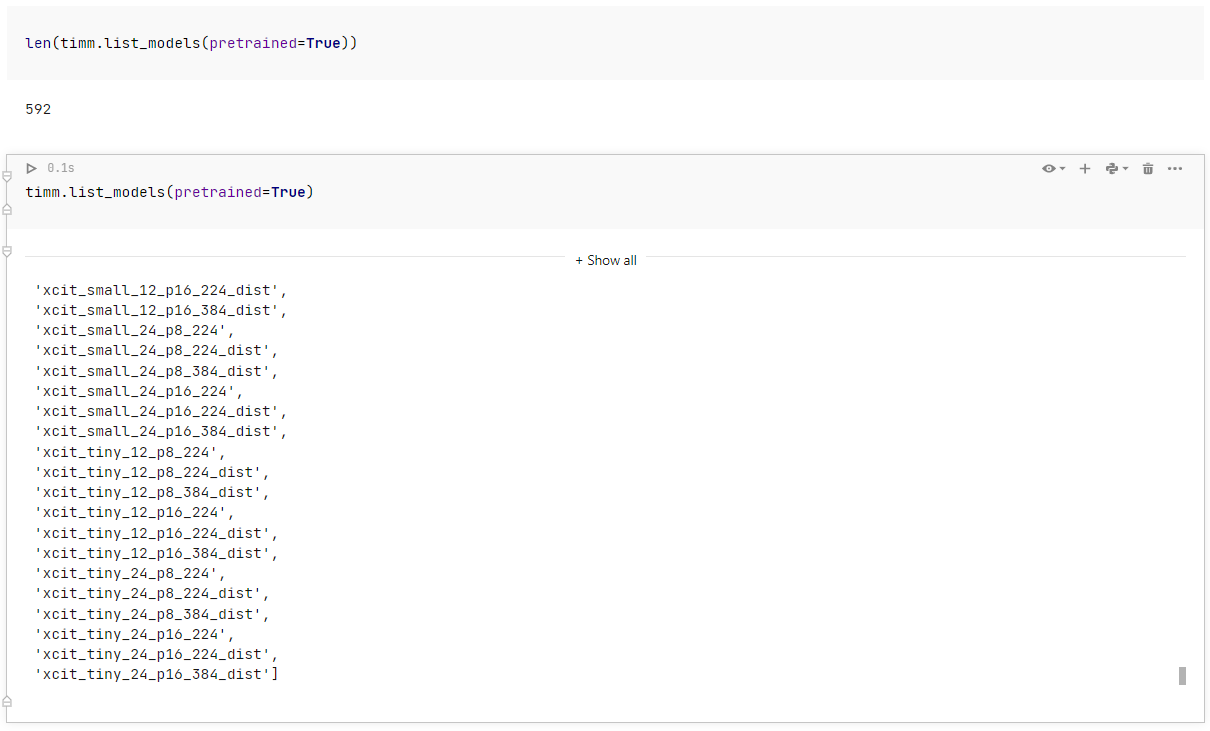 len(timm.list_models(pretrained=True))
592
0.1s
timm.list_models(pretrained=True)
+ Show all
'xcit_small_12_p16_224_dist',
'xcit_small_12_p16_384_dist',
'xcit_small_24_p8_224',
'xcit_small_24_p8_224_dist',
'xcit_small_24_p8_384_dist',
'xcit_small_24_p16_224',
'xcit_small_24_p16_224_dist',
'xcit_small_24_p16_384_dist',
'xcit_tiny_12_p8_224',
'xcit_tiny_12_p8_224_dist',
'xcit_tiny_12_p8_384_dist',
'xcit_tiny_12_p16_224',
'xcit_tiny_12_p16_224_dist',
'xcit_tiny_12_p16_384_dist',
'xcit_tiny_24_p8_224',
'xcit_tiny_24_p8_224_dist',
'xcit_tiny_24_p8_384_dist',
'xcit_tiny_24_p16_224',
'xcit_tiny_24_p16_224_dist',
'xcit_tiny_24_p16_384_dist']